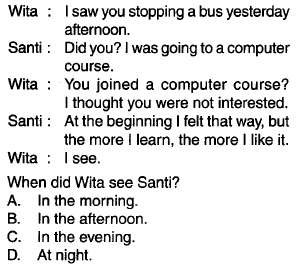 Wita : I saw you stopping a bus yesterday
afternoon.
Santi : Did you? I was going to a computer
course.
Wita : You joined a computer course?
I thought you were not interested.
Santi : At the beginning I felt that way, but
the more I learn, the more I like it.
Wita : I see.
When did Wita see Santi?
A. In the morning.
B. In the afternoon.
C. In the evening.
D. At night.